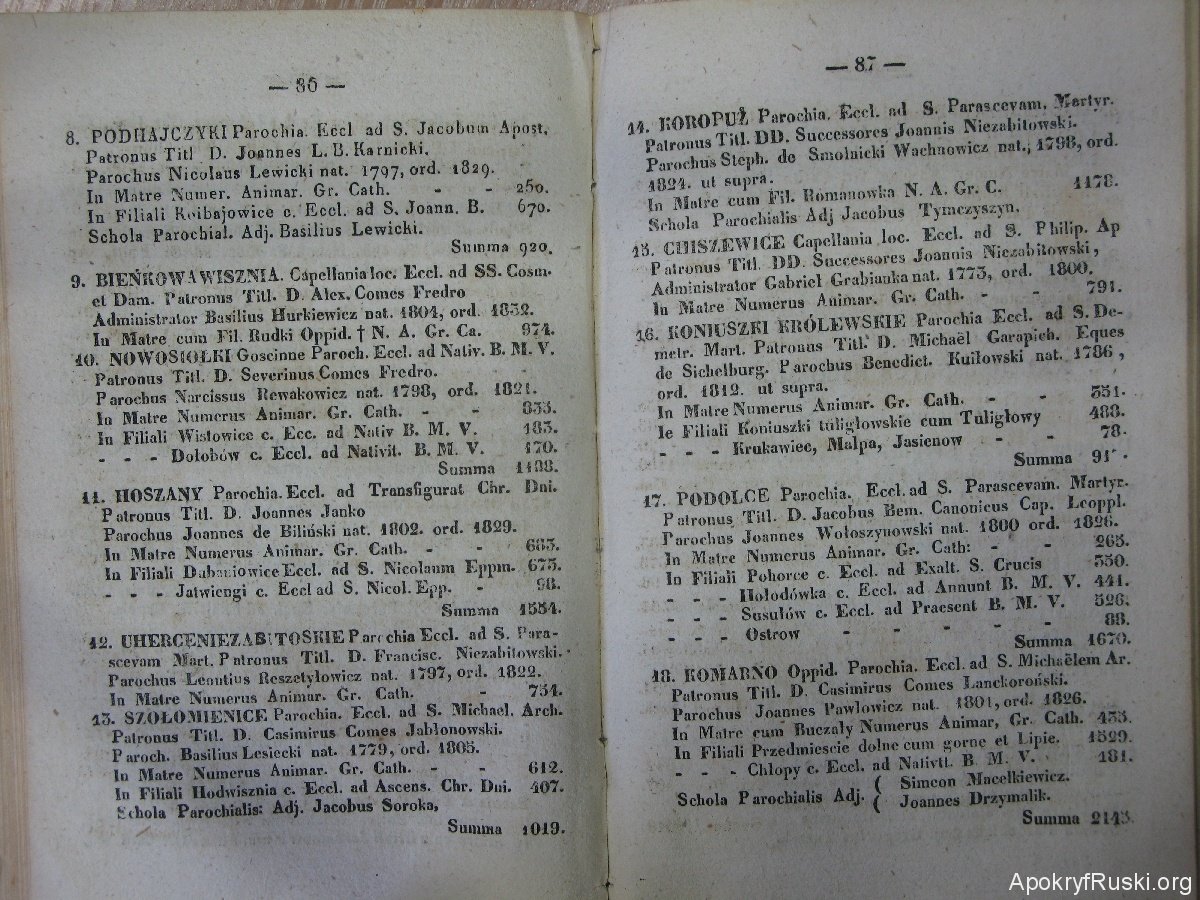 — 86 —
8. PODHAJCZYKI Parochia. Eccl ad S. Jacobum Apost.
Patronus Titl D. Joannes L. B. Karnicki.
Parochus Nicolaus Lewicki nat. 1797, ord. 1829.
In Matre Numer. Animar. Gr. Cath. - - 250.
In Filiali Koibajowice c. Eccl. ad S. Joann. B. 670.
Schola Parochial. Adj. Basilius Lewicki.
Summa 920.
9. BIEŃKOWAWISZNIA. Capellania loc. Eccl. ad SS. Cosm.
et Dam. Patronus Titl. D. Alex. Comes Fredro
Administrator Basilius Hurkiewicz nat. 1804, ord. 1832.
In Matre cum Fil. Rudki Oppid. † N. A. Gr. Ca. 974.
10. NOWOSIOŁKI Goscinne Paroch. Eccl. ad Nativ. B. M. V.
Patronus Titl. D. Severinus Comes Fredro.
Parochus Narcissus Rewakowicz nat. 1798, ord. 1821.
In Matre Numerus Animar. Gr. Cath. - - 835.
In Filiali Wistowice c. Ecc. ad Nativ B. M. V. 183.
- - - Dołobów c. Eccl. ad Nativit. B. M. V. 170.
Summa 1188.
11. HOSZANY Parochia. Eccl. ad Transfigurat Chr. Dni.
Patronus Titl. D. Joannes Janko
Parochus Joannes de Biliński nat. 1802. ord. 1829.
In Matre Numerus Animar. Gr. Cath. - - 683.
In Filiali Dubaniowice Eccl. ad S. Nicolaum Eppm. 673.
- - - Jatwiengi c. Eccl ad S. Nicol. Epp. - 98.
Summa 1554.
12. UHERCENIEZABITOSKIE Parochia Eccl. ad S. Para-
scevam Mart. Patronus Titl. D. Francisc. Niezabitowski.
Parochus Leontius Reszetyłowicz nat. 1797, ord. 1822.
In Matre Numerus Animar. Gr. Cath. - 754.
13. SZOŁOMIENICE Parochia. Eccl. ad S. Michael. Arch.
Patronus Titl. D. Casimirus Comes Jabłonowski.
Paroch. Basilius Lesiecki nat. 1779, ord. 1805.
In Matre Numerus Animar. Gr. Cath. - - 612.
In Filiali Hodwisznia c. Eccl. ad Ascens. Chr. Dni. 407.
Schola Parochialis: Adj. Jacobus Soroka,
Summa 1019.
— 87 —
14. KOROPUŻ Parochia. Eccl. ad S. Parascevam. Martyr.
Patronus Titl. DD. Successores Joannis Niezabitowski.
Parochus Steph. de Smolnicki Wachnowicz nat. 1798, ord.
1824. ut supra.
In Matre cum Fil. Romanowka N. A. Gr. C. 1178.
Schola Parochialis Adj Jacobus Tymczyszyn.
15. CHISZEWICE Capellania loc. Eccl. ad S. Philip. Ap
Patronus Titl. DD. Successores Joannis Niezabitowski,
Administrator Gabriel Grabianka nat. 1773, ord. 1800.
In Matre Numerus Animar. Gr. Cath. - - 791.
16. KONIUSZKI KRÓLEWSKIE Parochia Eccl. ad S. De-
metr. Mart. Patronus Titl. D. Michaël Garapich. Eques
de Sichelburg. Parochus Benedict. Kuiłowski nat. 1786,
ord. 1812. ut supra.
In Matre Numerus Animar. Gr. Cath. - - 351.
Ie Filiali Koniuszki tuligłowskie cum Tuligłowy 488.
- - - Krukawiec, Malpa, Jasienow - - 78.
Summa 91
17. PODOLCE Parochia. Eccl. ad S. Parascevam. Martyr.
Patronus Titl. D. Jacobus Bem. Canonicus Cap. Leoppl.
Parochus Joannes Wołoszynowski nat. 1800 ord. 1826.
In Matre Numerus Animar. Gr. Cath: - - 265.
In Filiali Pohorce c. Eccl. ad Exalt. S. Crucis 350.
- - - Hołodówka c. Eccl. ad Annunt B. M. V. 441.
- - - Susułów c. Eccl. ad Praesent B. M. V. 526.
- - - Ostrow - - - - - 88.
Summa 1670.
18. KOMARNO Oppid. Parochia. Eccl. ad S. Michaëlem Ar.
Patronus Titl. D. Casimirus Comes Lanckoroński.
Parochus Joannes Pawłowicz nat. 1801, ord. 1826.
In Matre cum Buczały Numerus Animar, Gr. Cath. 433.
In Filiali Przedmiescie dolne cum gorne et Lipie. 1529.
- - - Chłopy c. Eccl. ad Nativit. B. M. V. 181.
Schola Parochialis Adj. ( Simeon Macelkiewicz.
( Joannes Drzymalik.
Summa 2143.
ApokryfRuski.org